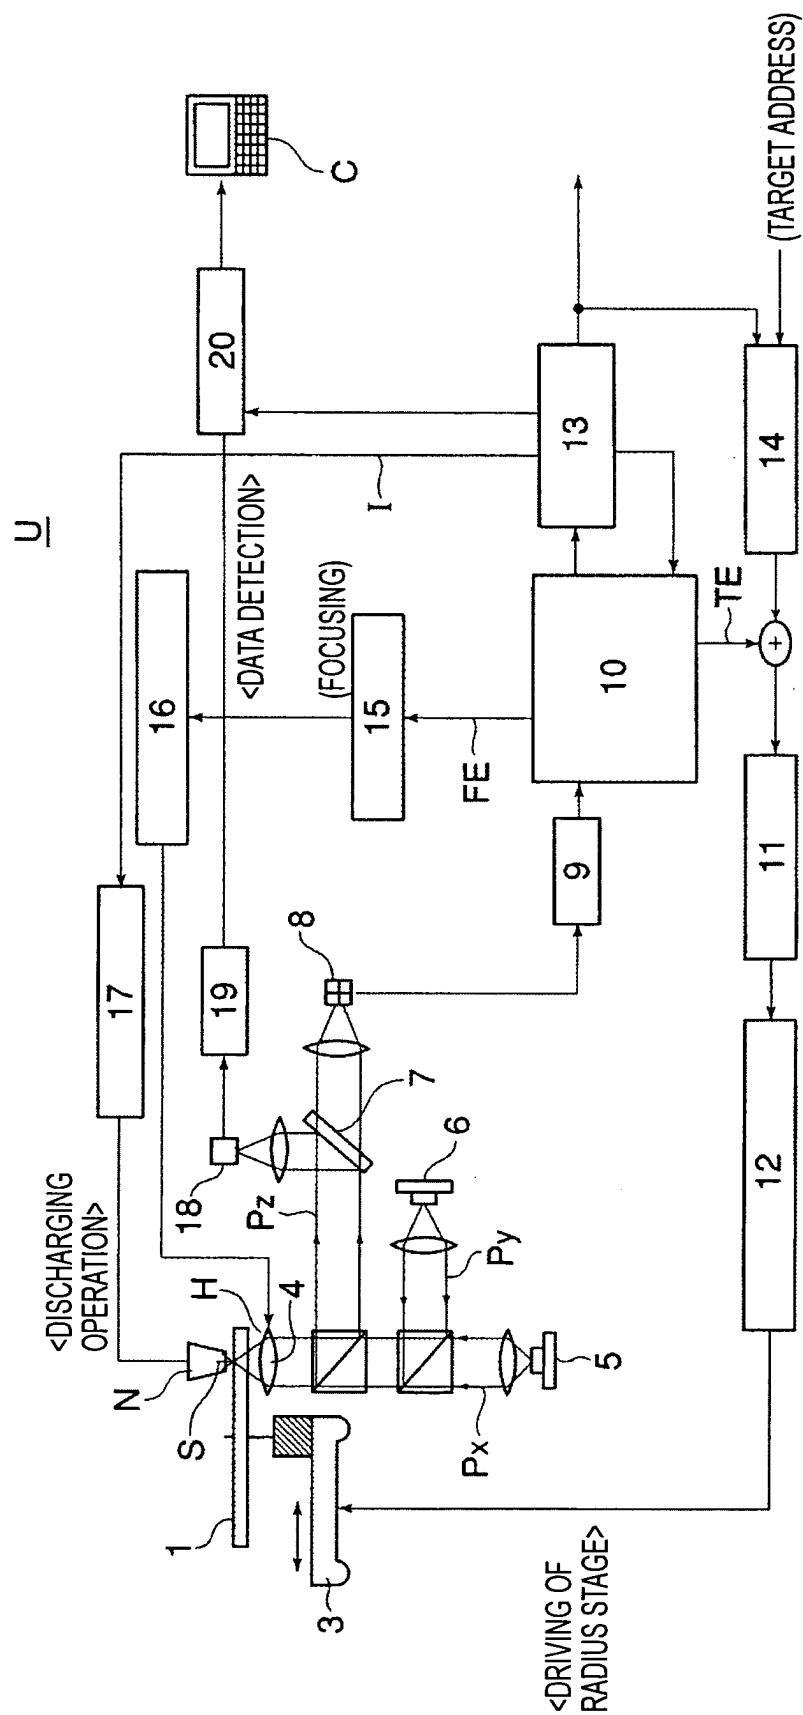 U
<DISCHARGING
OPERATION>
17
16
I
20
C
N
S
H
4
18
19
<DATA DETECTION>
(FOCUSING)
15
FE
1
3
Pz
7
8
9
10
13
Py
6
Px
5
TE
14
(TARGET ADDRESS)
+
11
12
<DRIVING OF
RADIUS STAGE>